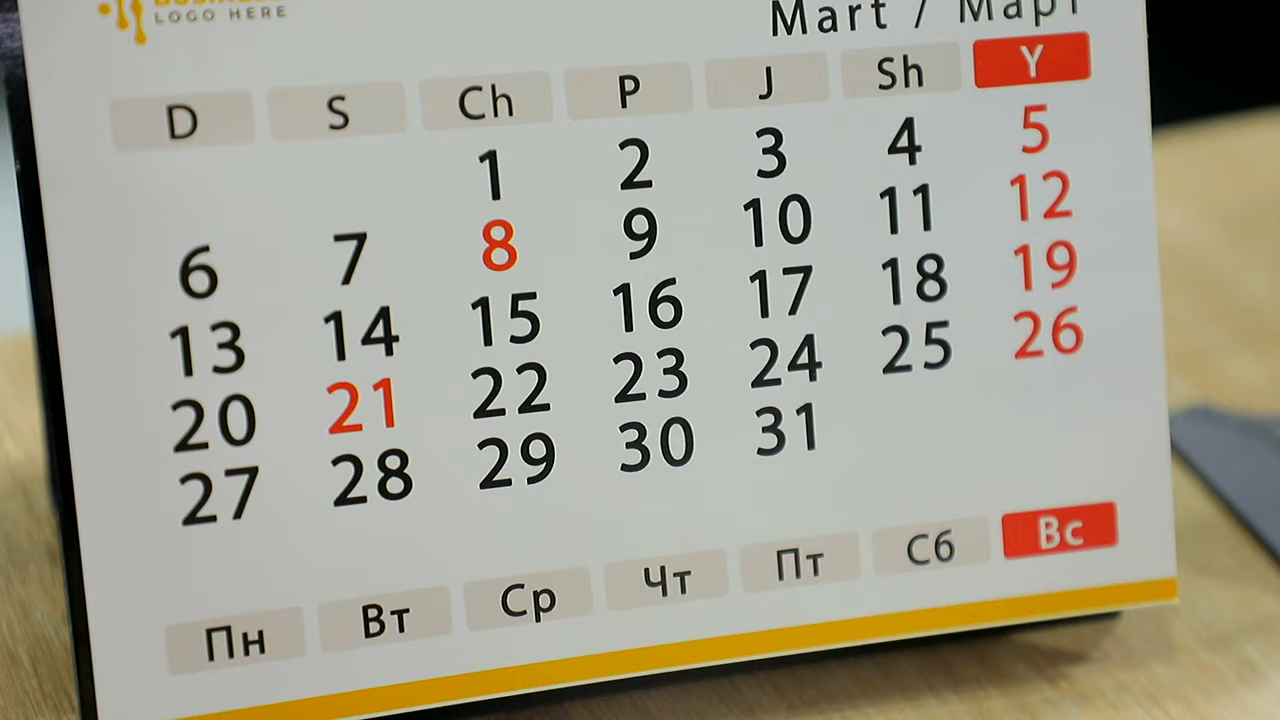 BUSINESS
LOGO HERE
Mart / Март
D S Ch P J Sh Y
1 2 3 4 5
6 7 8 9 10 11 12
13 14 15 16 17 18 19
20 21 22 23 24 25 26
27 28 29 30 31
Пн Вт Ср Чт Пт Сб Вс